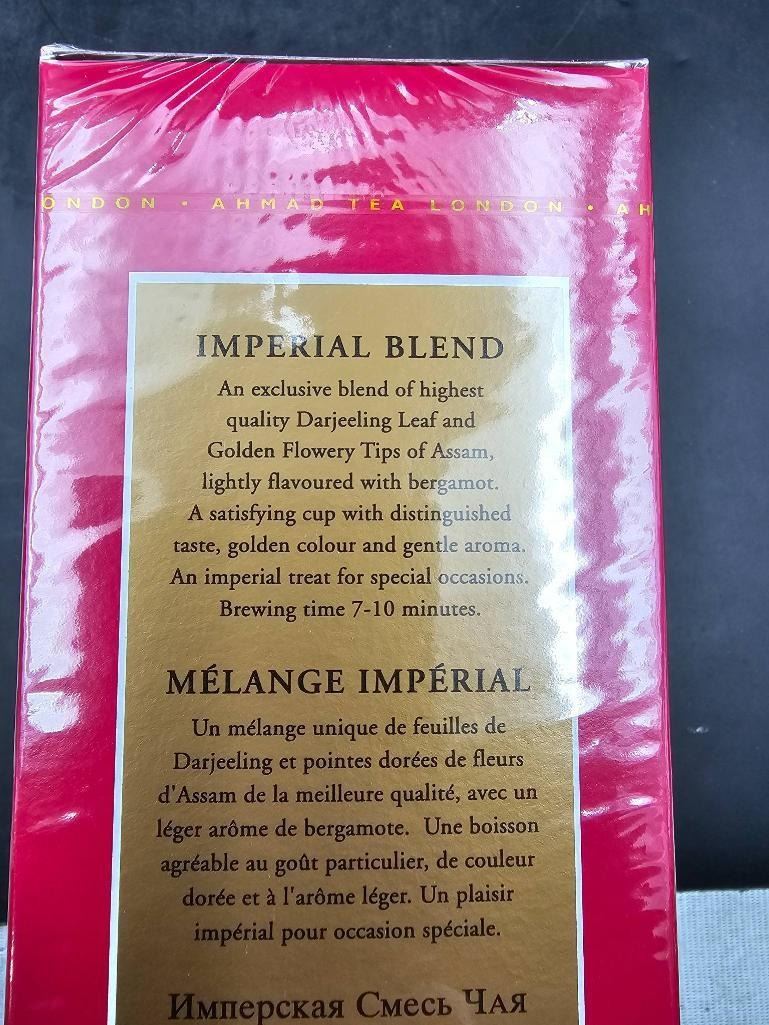 ONDON • AHMAD TEA LONDON • AH
IMPERIAL BLEND
An exclusive blend of highest
quality Darjeeling Leaf and
Golden Flowery Tips of Assam,
lightly flavoured with bergamot.
A satisfying cup with distinguished
taste, golden colour and gentle aroma.
An imperial treat for special occasions.
Brewing time 7-10 minutes.
MÉLANGE IMPÉRIAL
Un mélange unique de feuilles de
Darjeeling et pointes dorées de fleurs
d'Assam de la meilleure qualité, avec un
léger arôme de bergamote. Une boisson
agréable au goût particulier, de couleur
dorée et à l'arôme léger. Un plaisir
impérial pour occasion spéciale.
Имперская Смесь Чая